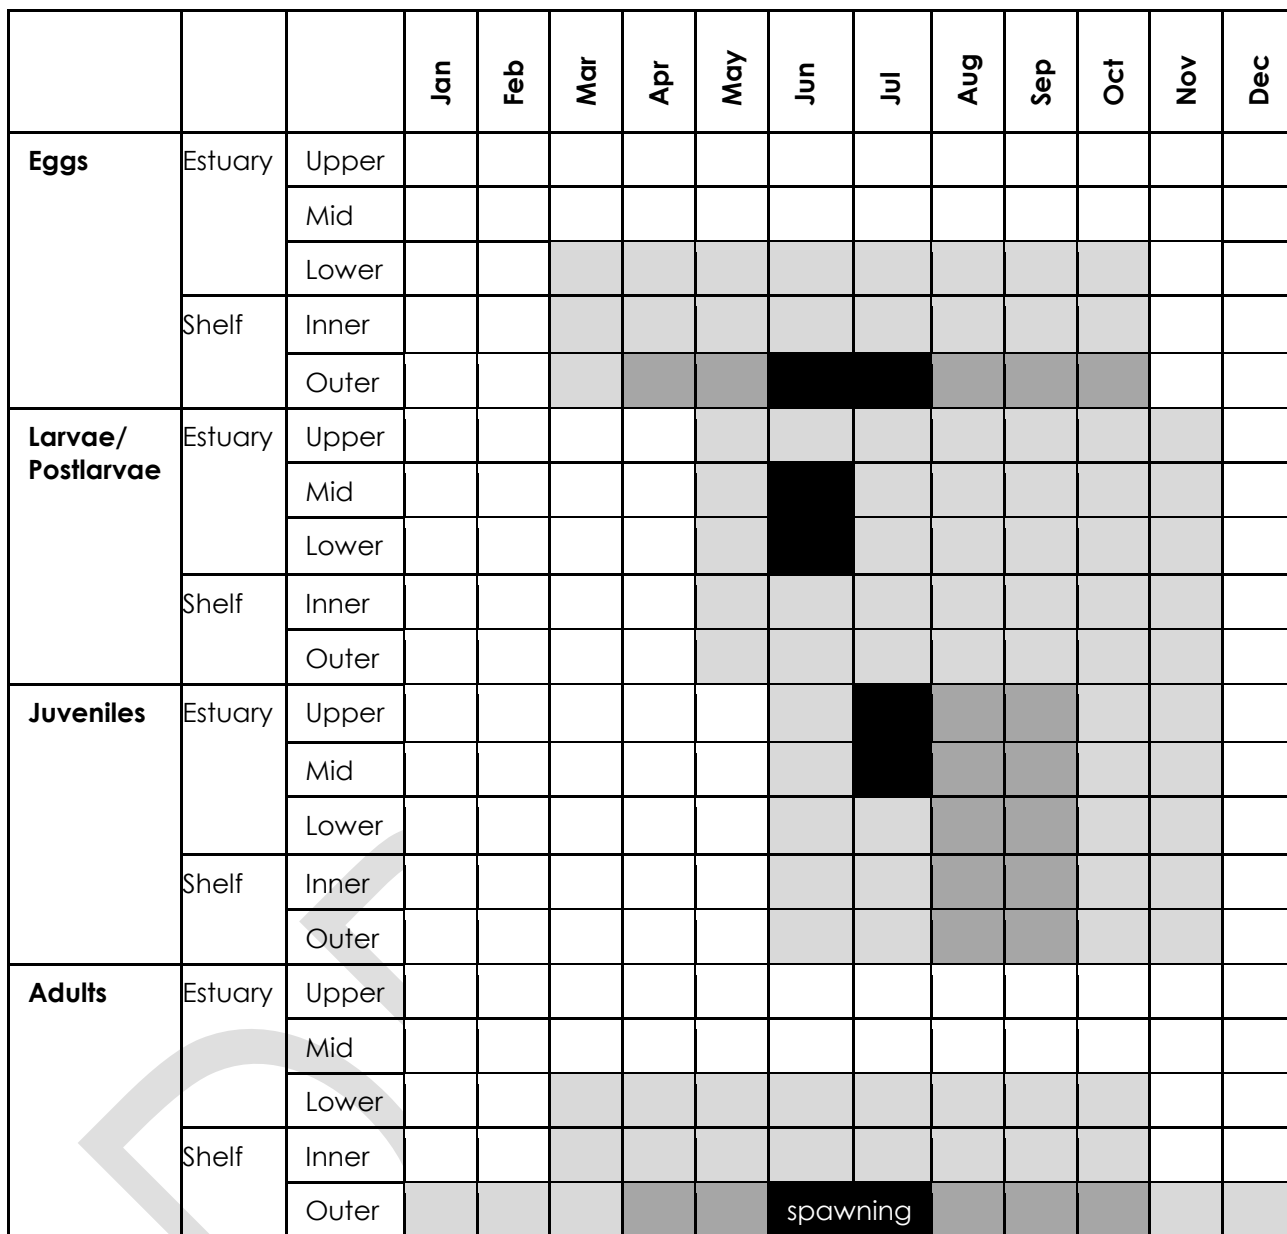 Jan Feb Mar Apr May Jun Jul Aug Sep Oct Nov Dec
Eggs Estuary Upper
Mid
Lower
Shelf Inner
Outer
Larvae/ Estuary Upper
Postlarvae
Mid
Lower
Shelf Inner
Outer
Juveniles Estuary Upper
Mid
Lower
Shelf Inner
Outer
Adults Estuary Upper
Mid
Lower
Shelf Inner
Outer spawning